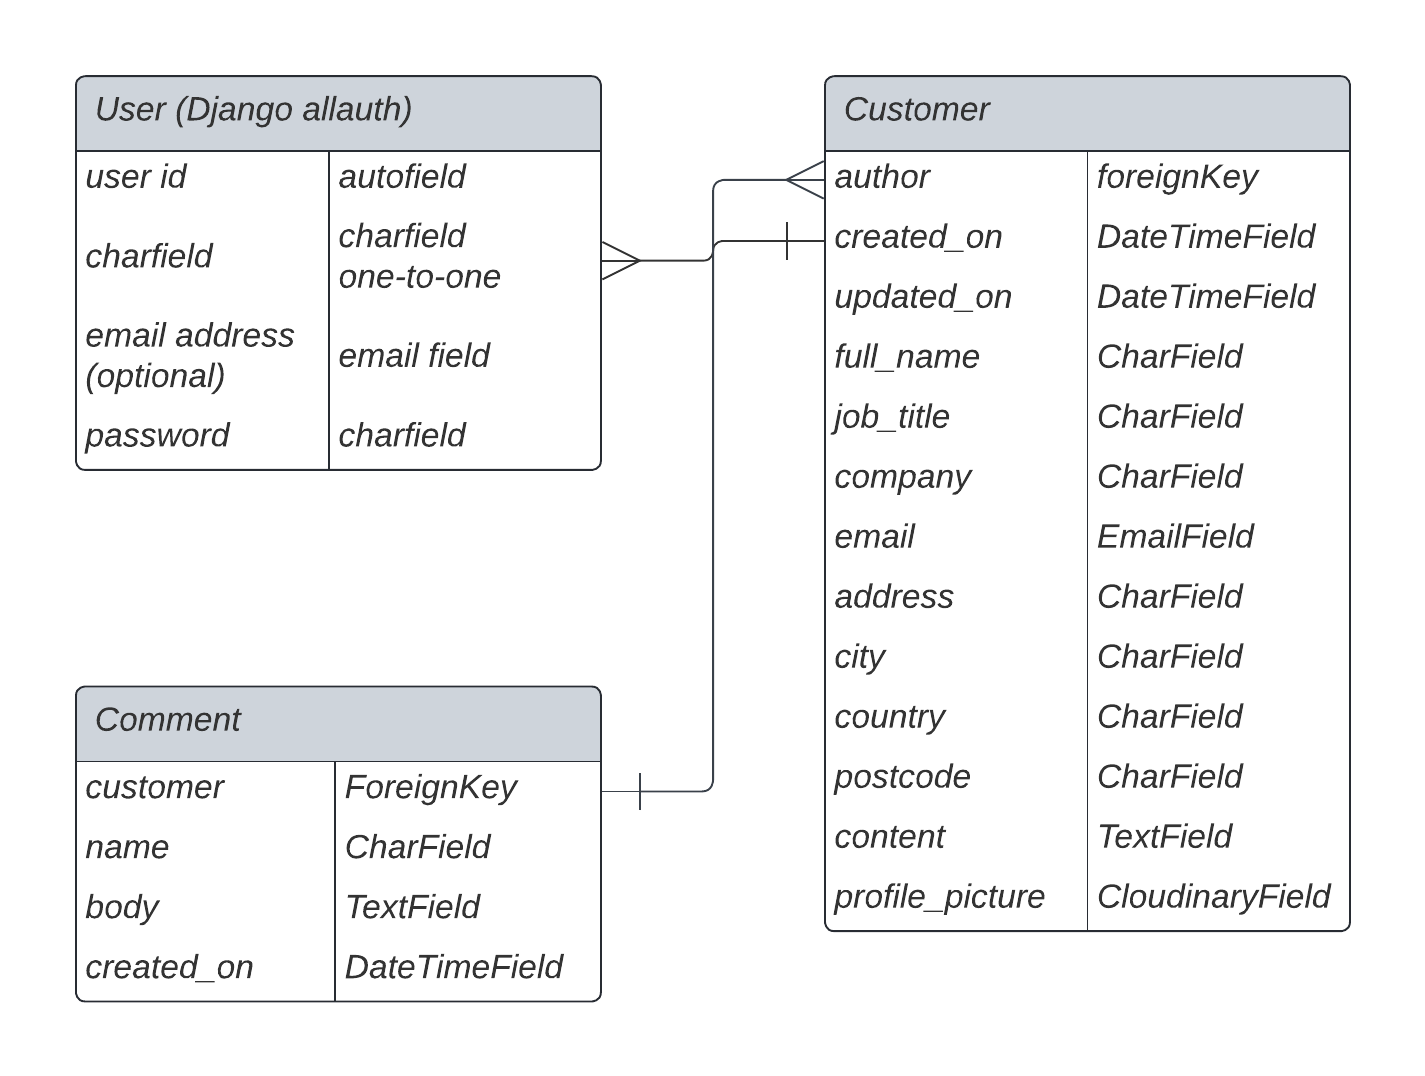 User (Django allauth)
user id autofield
charfield charfield
one-to-one
email address
(optional) email field
password charfield
Customer
author foreignKey
created_on DateTimeField
updated_on DateTimeField
full_name CharField
job_title CharField
company CharField
email EmailField
address CharField
city CharField
country CharField
postcode CharField
content TextField
profile_picture CloudinaryField
Comment
customer ForeignKey
name CharField
body TextField
created_on DateTimeField